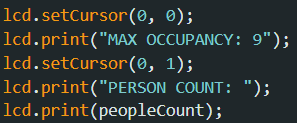 lcd.setCursor(0, 0);
lcd.print("MAX OCCUPANCY: 9");
lcd.setCursor(0, 1);
lcd.print("PERSON COUNT: ");
lcd.print(peopleCount);